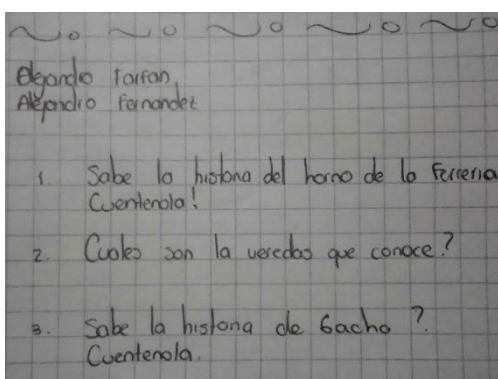 Alejandro Farfan,
Alejandro Fernandez
1. Sabe la historia del horno de la Ferreria
Cuentenola!
2. Cuales son la veredas que conoce?
3. Sabe la historia de Gacho?
Cuentenola.